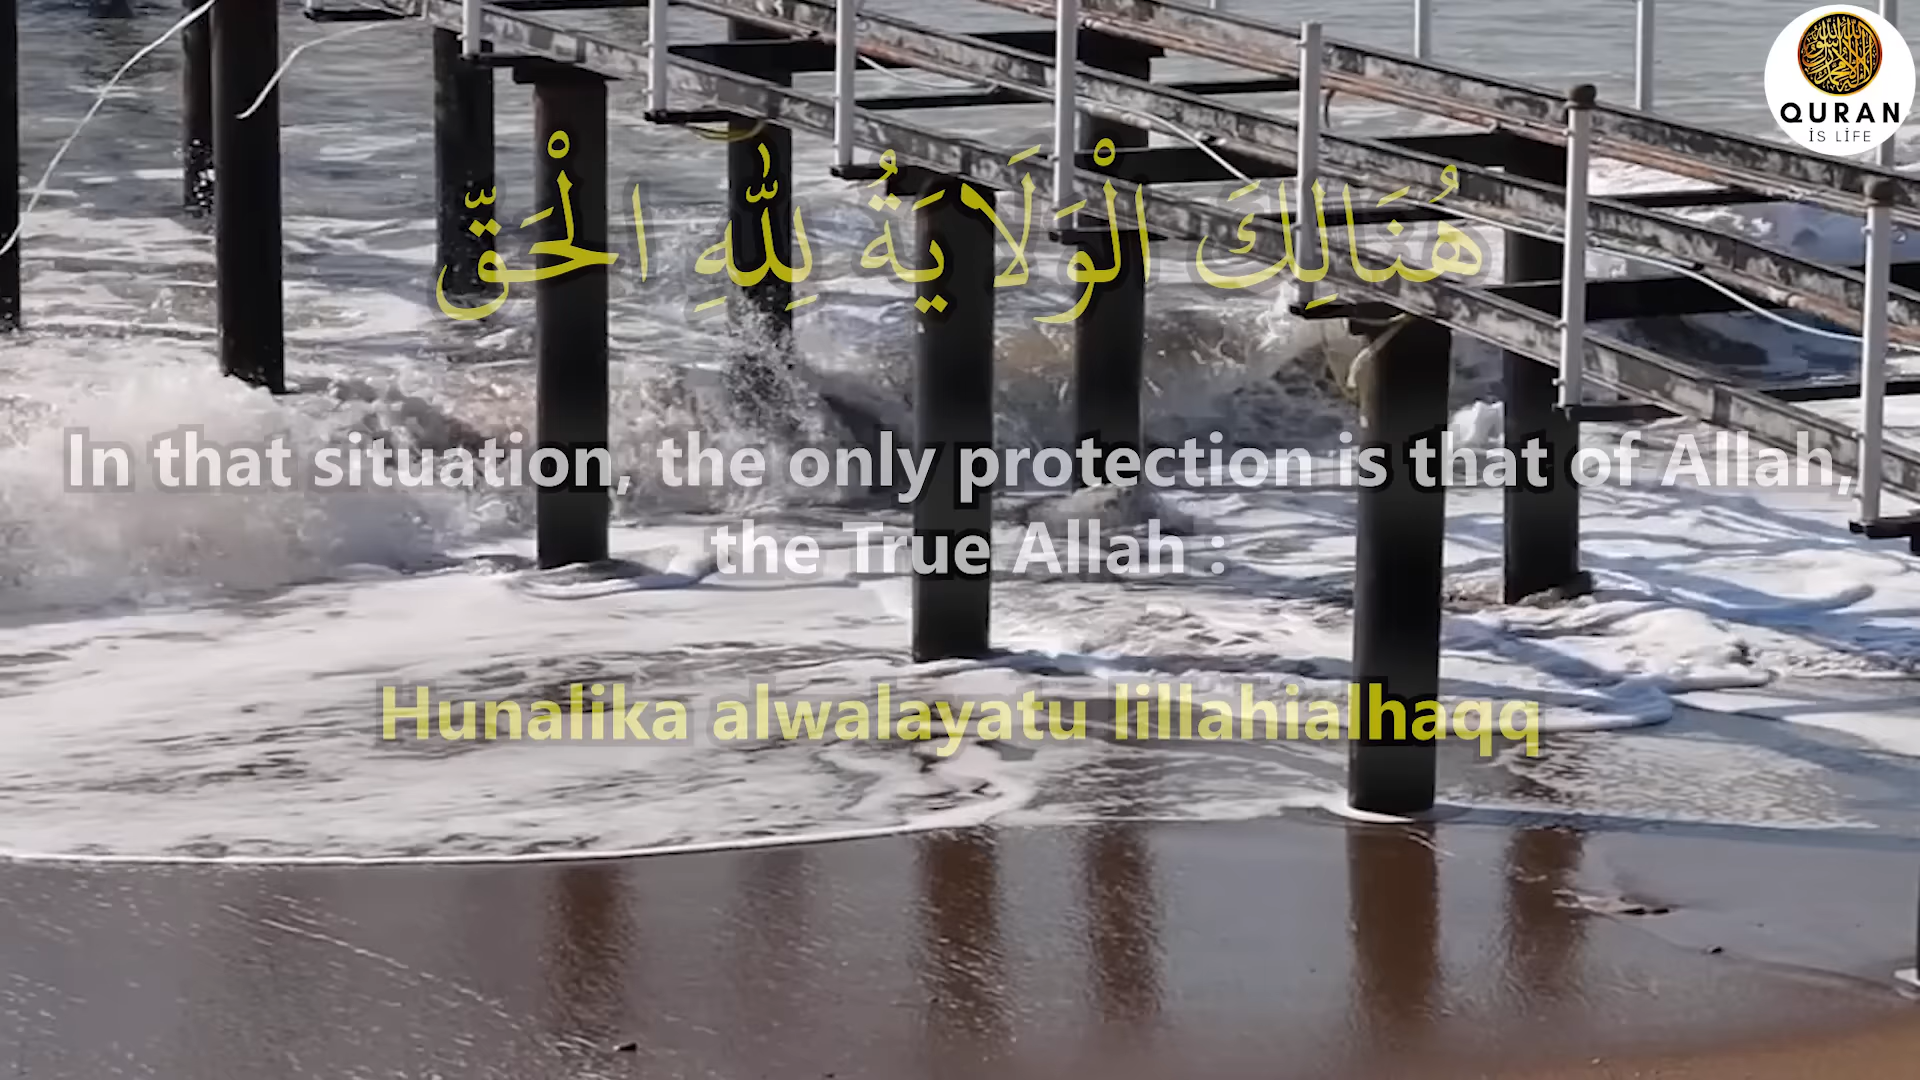 QURAN
İS LİFE
هُنَالِكَ الْوَلَايَةُ لِلّٰهِ الْحَقِّ
In that situation, the only protection is that of Allah,
the True Allah :
Hunalika alwalayatu lillahialhaqq